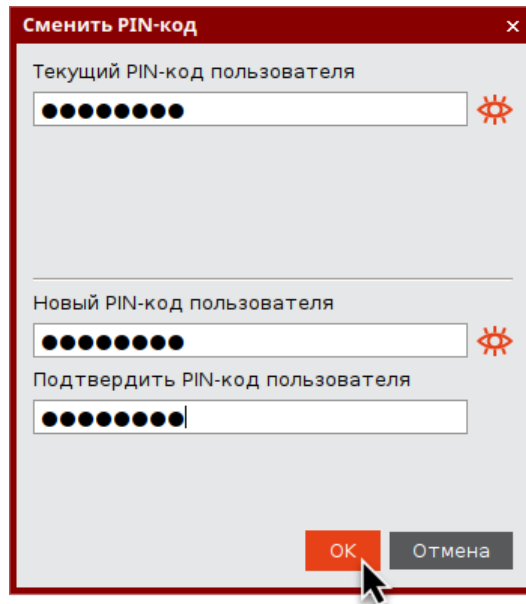 Сменить PIN-код
Текущий PIN-код пользователя
●●●●●●●●
Новый PIN-код пользователя
●●●●●●●●
Подтвердить PIN-код пользователя
●●●●●●●●
OK
Отмена